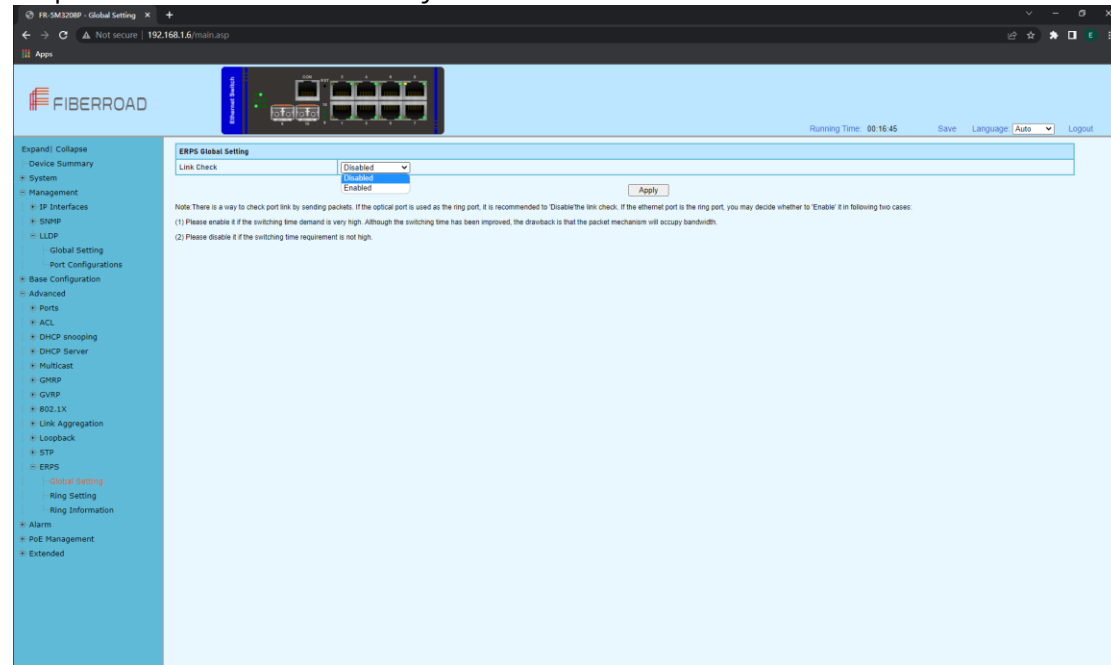 FR-SM3208P - Global Setting
Not secure | 192.168.1.6/main.asp
E
Apps
FIBERROAD
Ethernet Switch
Running Time: 00:16:45 Save Language: Auto Logout
Expand| Collapse
Device Summary
System
Management
IP Interfaces
SNMP
LLDP
Global Setting
Port Configurations
Base Configuration
Advanced
Ports
ACL
DHCP snooping
DHCP Server
Multicast
GMRP
GVRP
802.1X
Link Aggregation
Loopback
STP
ERPS
Global Setting
Ring Setting
Ring Information
Alarm
PoE Management
Extended
ERPS Global Setting
Link Check Disabled
Disabled
Enabled
Apply
Note:There is a way to check port link by sending packets. If the optical port is used as the ring port, it is recommended to 'Disable'the link check. If the ethernet port is the ring port, you may decide whether to 'Enable' it in following two cases:
(1) Please enable it if the switching time demand is very high. Although the switching time has been improved, the drawback is that the packet mechanism will occupy bandwidth.
(2) Please disable it if the switching time requirement is not high.